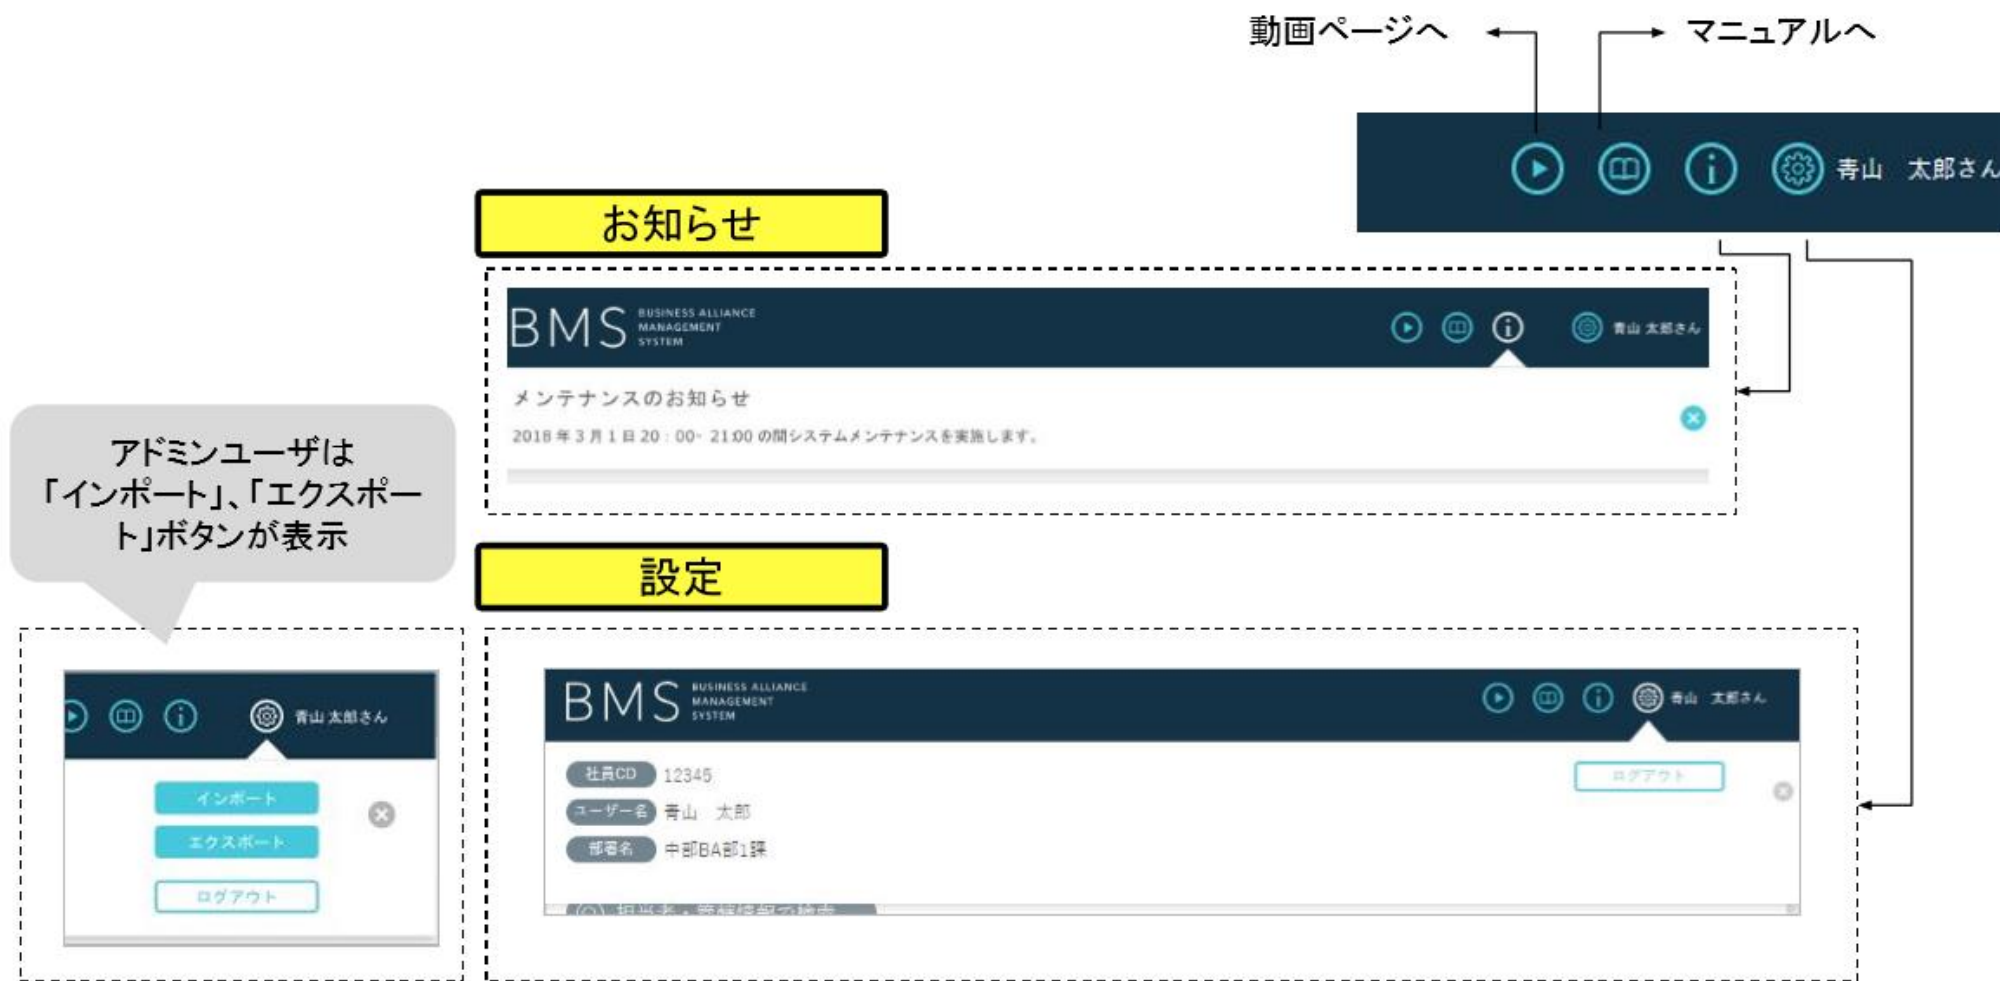 動画ページへ
マニュアルへ
青山　太郎さん
お知らせ
BMS
BUSINESS ALLIANCE
MANAGEMENT
SYSTEM
青山 太郎さん
メンテナンスのお知らせ
2018 年 3 月 1 日 20：00- 21:00 の間システムメンテナンスを実施します。
アドミンユーザは
「インポート」、「エクスポー
ト」ボタンが表示
設定
青山 太郎さん
インポート
エクスポート
ログアウト
BMS
BUSINESS ALLIANCE
MANAGEMENT
SYSTEM
青山　太郎さん
社員CD 12345
ログアウト
ユーザー名 青山　太郎
部署名 中部BA部1課